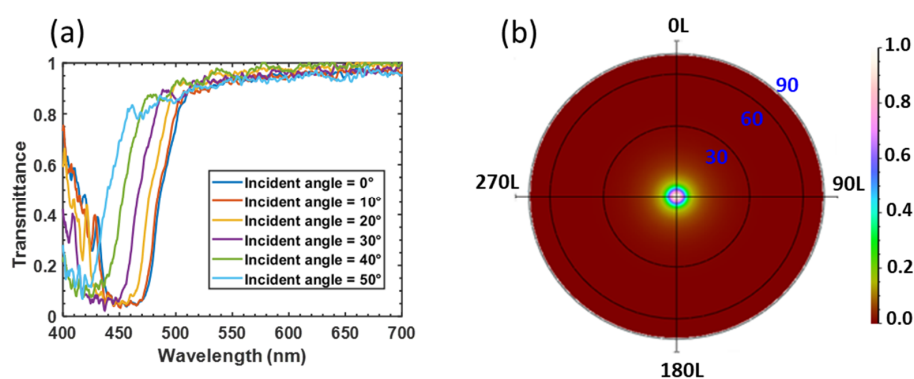 (a)
1
0.8
0.6
0.4
0.2
0
Transmittance
Incident angle = 0°
Incident angle = 10°
Incident angle = 20°
Incident angle = 30°
Incident angle = 40°
Incident angle = 50°
400 450 500 550 600 650 700
Wavelength (nm)
(b)
0L
90
60
30
270L
90L
180L
1.0
0.8
0.6
0.4
0.2
0.0